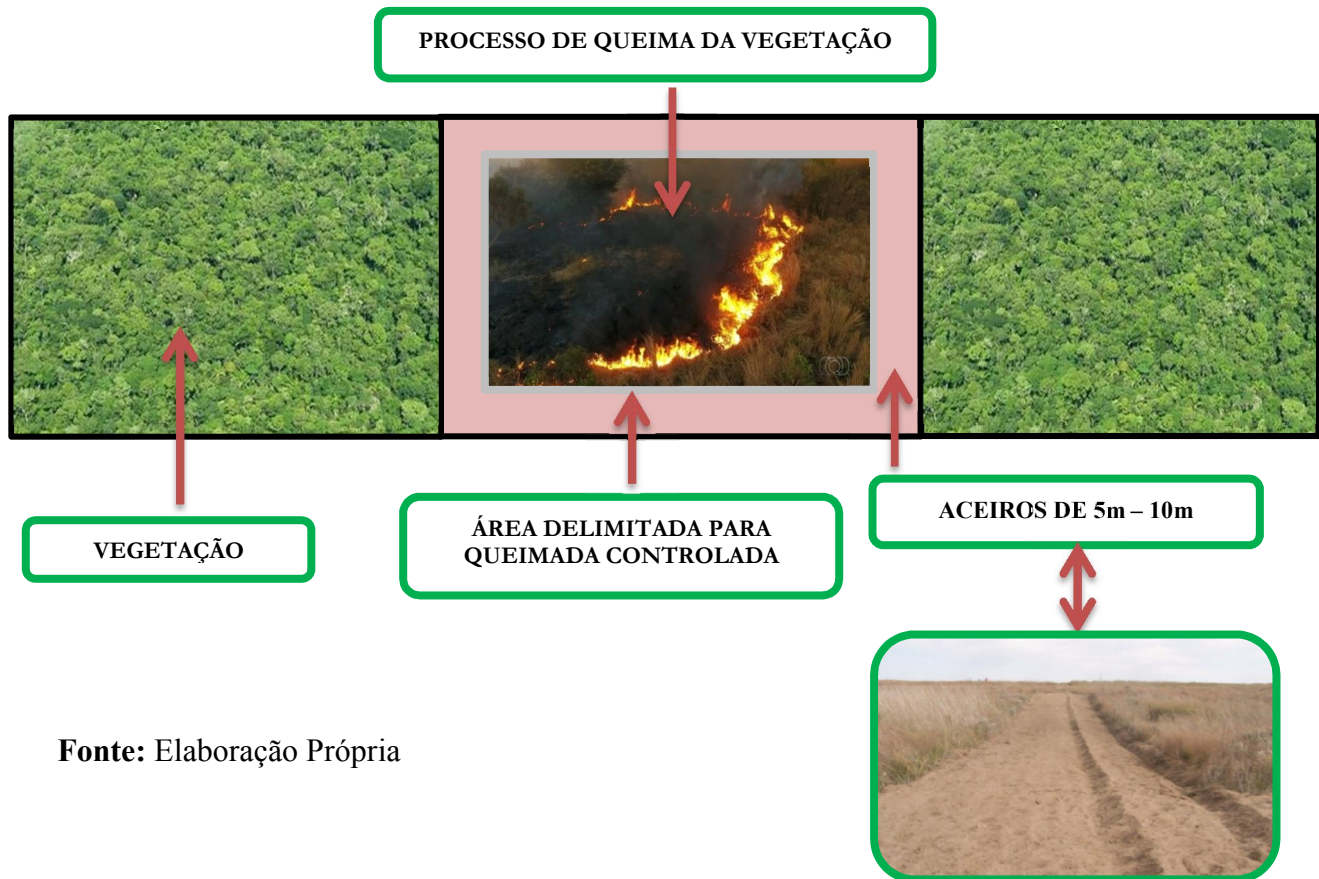 PROCESSO DE QUEIMA DA VEGETAÇÃO
VEGETAÇÃO
ÁREA DELIMITADA PARA
QUEIMADA CONTROLADA
ACEIROS DE 5m – 10m
Fonte: Elaboração Própria